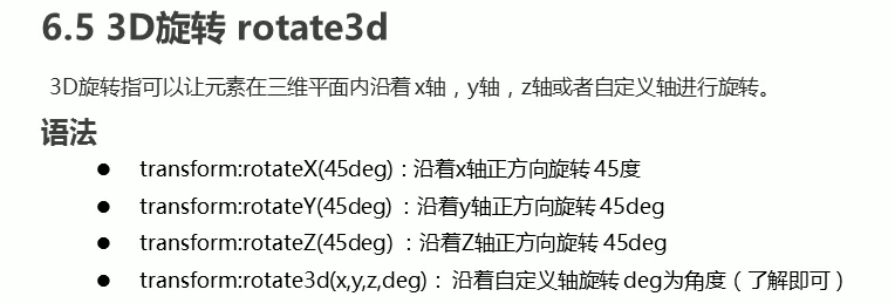 6.5 3D旋转 rotate3d
3D旋转指可以让元素在三维平面内沿着 x轴，y轴，z轴或者自定义轴进行旋转。
语法
● transform:rotateX(45deg)：沿着x轴正方向旋转 45度
● transform:rotateY(45deg) ：沿着y轴正方向旋转 45deg
● transform:rotateZ(45deg) ：沿着Z轴正方向旋转 45deg
● transform:rotate3d(x,y,z,deg)： 沿着自定义轴旋转 deg为角度（了解即可）